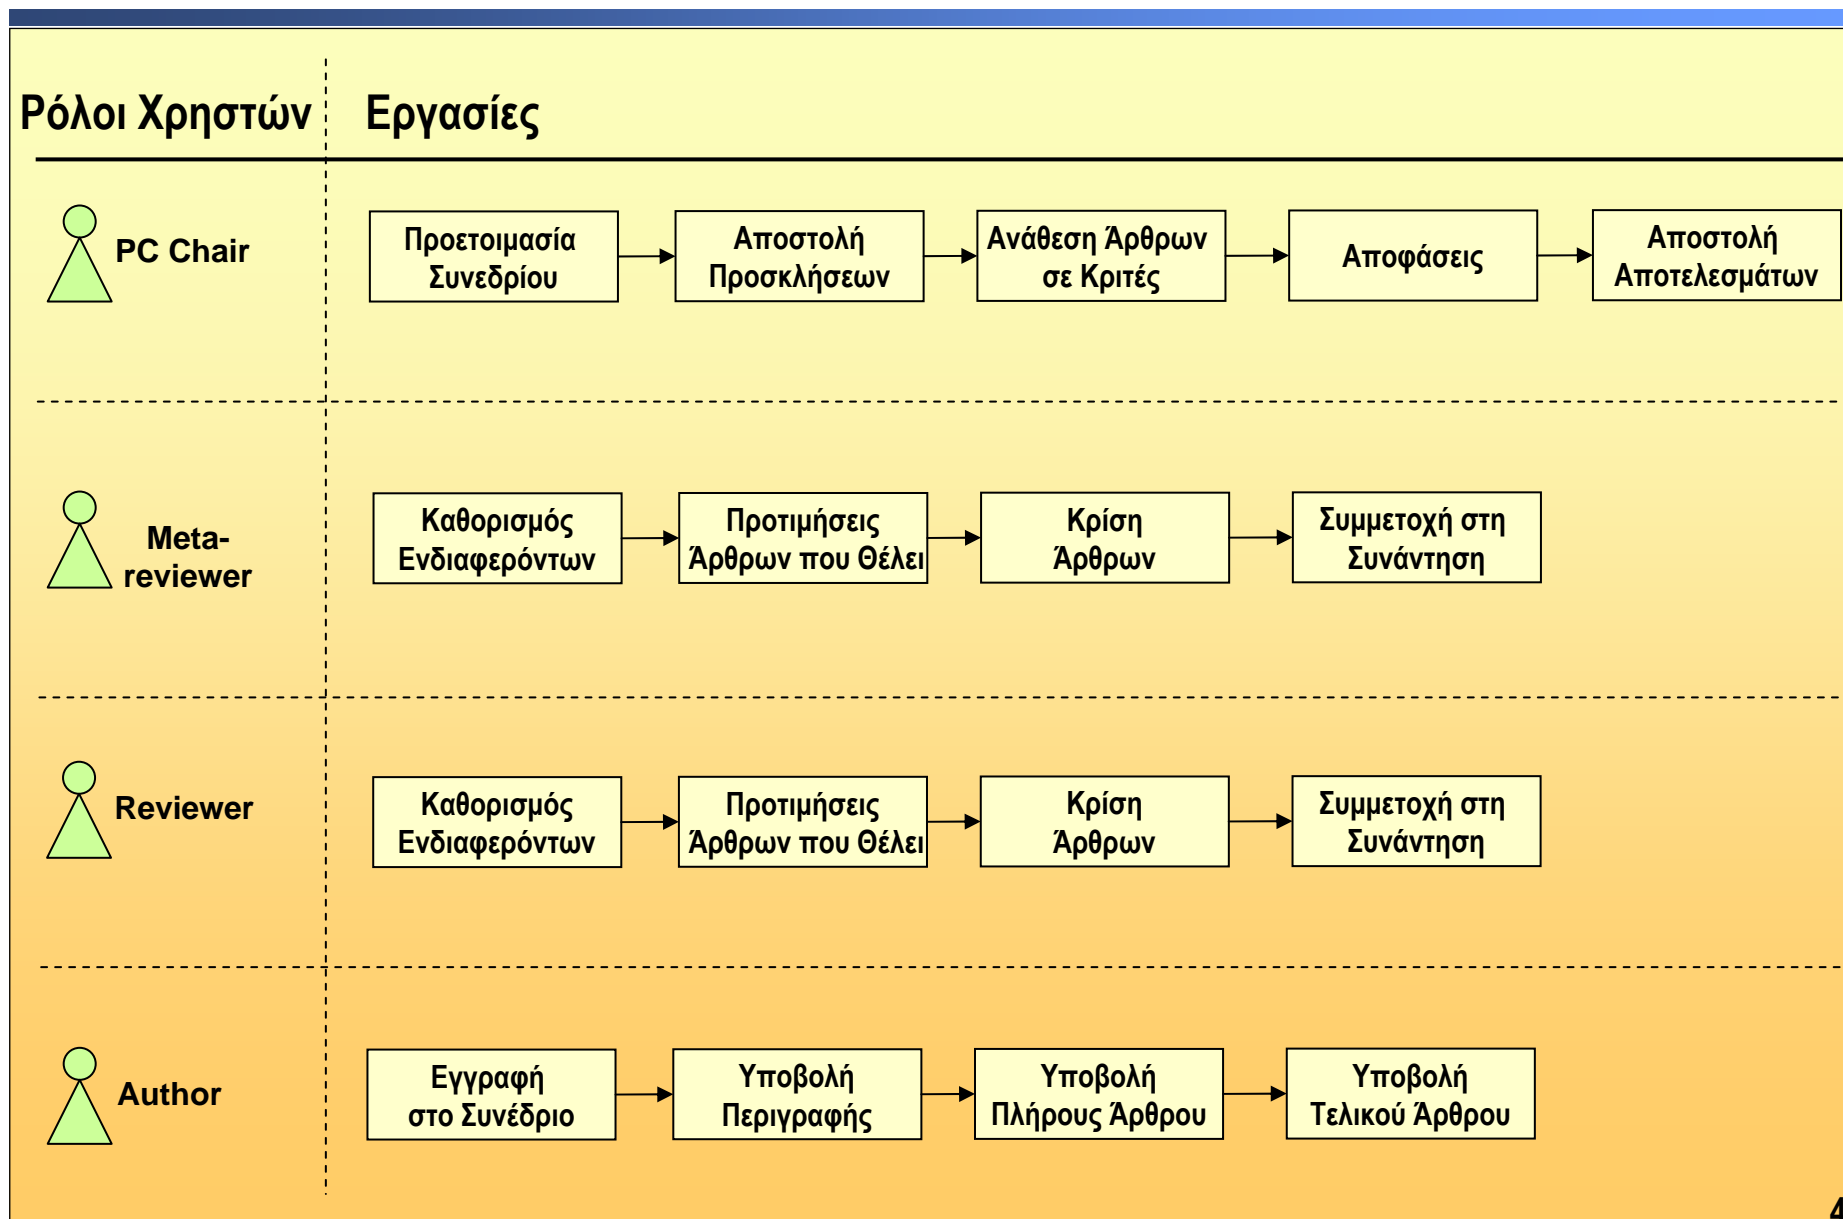 Ρόλοι Χρηστών
Εργασίες
PC Chair
Προετοιμασία
Συνεδρίου
Αποστολή
Προσκλήσεων
Ανάθεση Άρθρων
σε Κριτές
Αποφάσεις
Αποστολή
Αποτελεσμάτων
Meta-
reviewer
Καθορισμός
Ενδιαφερόντων
Προτιμήσεις
Άρθρων που Θέλει
Κρίση
Άρθρων
Συμμετοχή στη
Συνάντηση
Reviewer
Καθορισμός
Ενδιαφερόντων
Προτιμήσεις
Άρθρων που Θέλει
Κρίση
Άρθρων
Συμμετοχή στη
Συνάντηση
Author
Εγγραφή
στο Συνέδριο
Υποβολή
Περιγραφής
Υποβολή
Πλήρους Άρθρου
Υποβολή
Τελικού Άρθρου